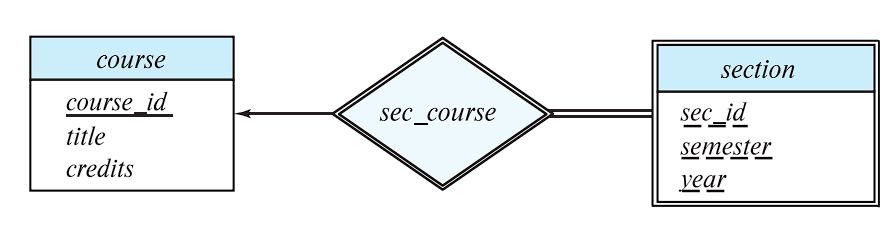 course
course_id
title
credits
sec_course
section
sec_id
semester
year